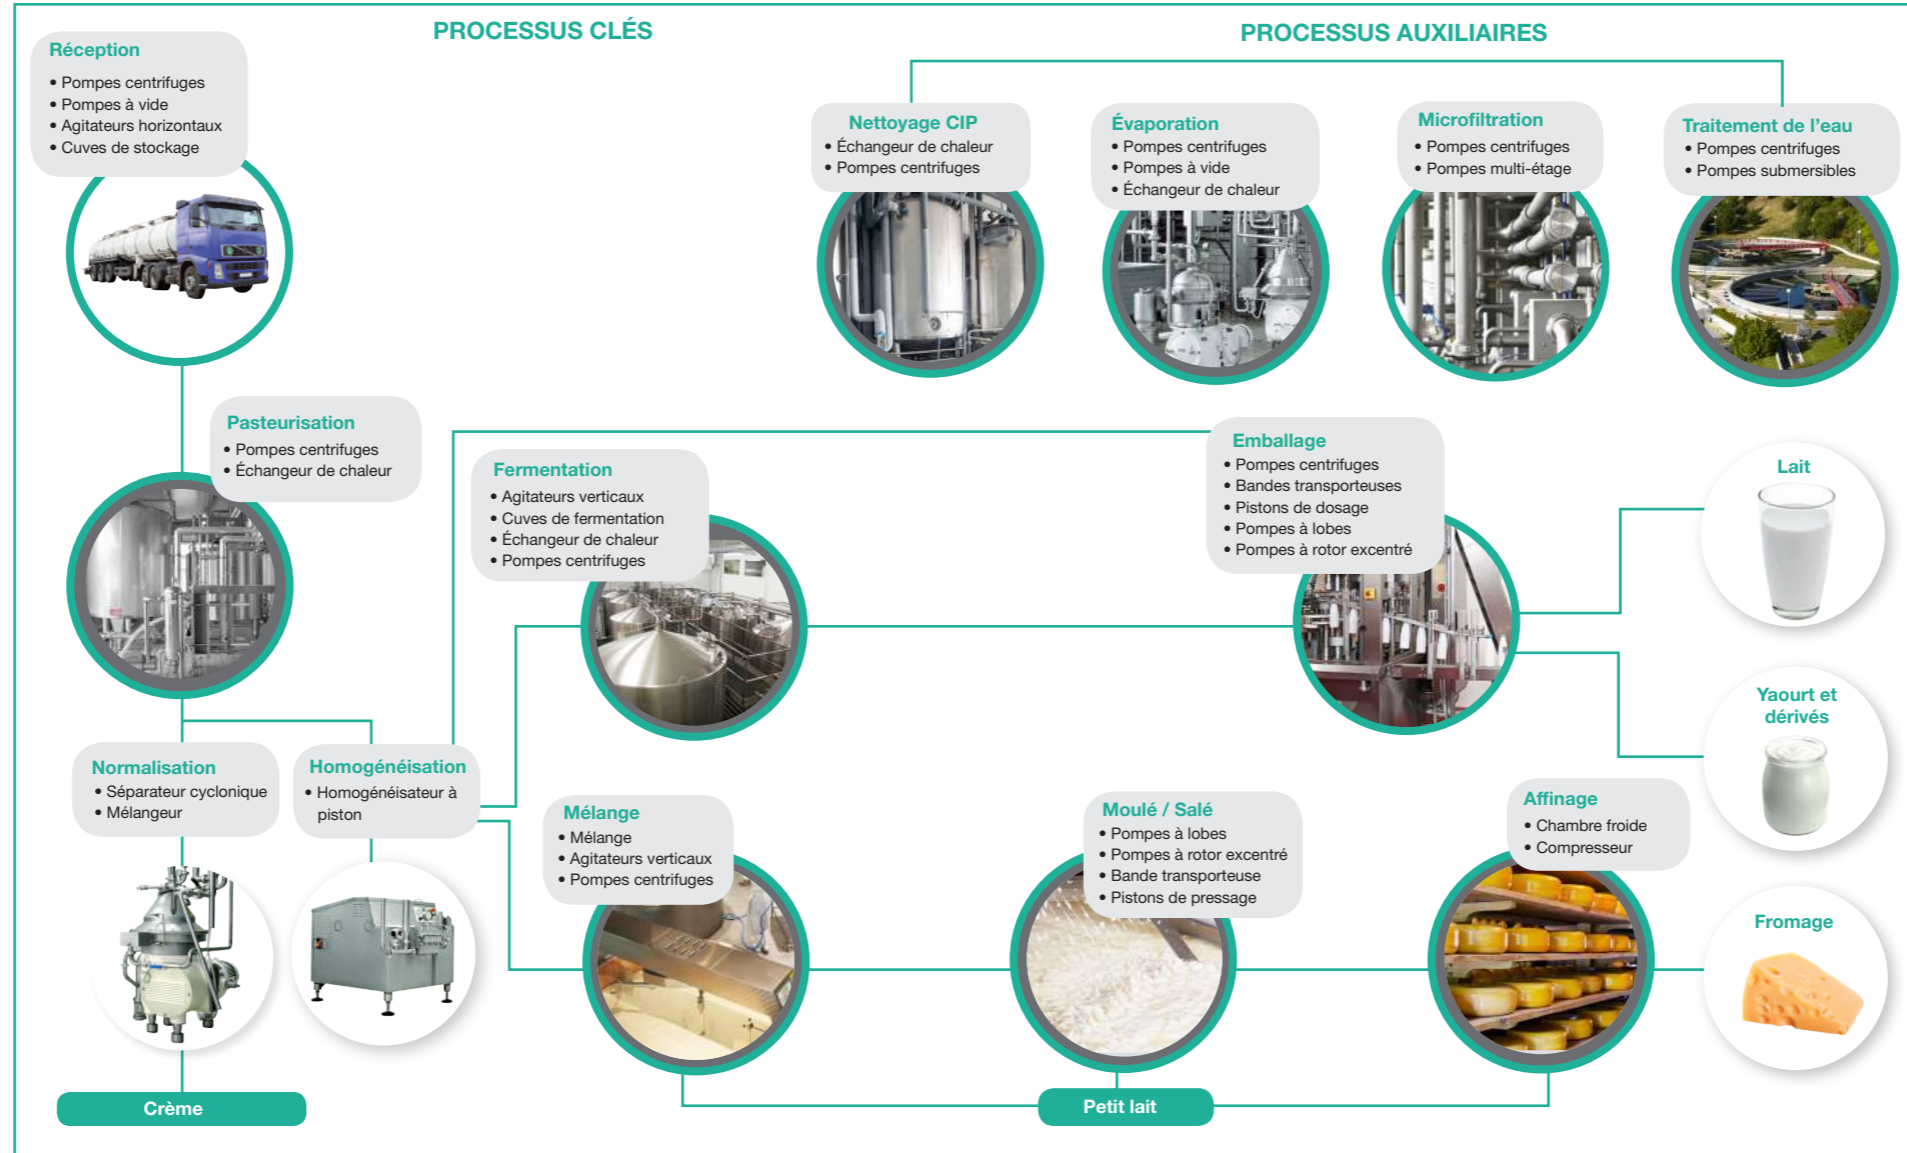 PROCESSUS CLÉS
PROCESSUS AUXILIAIRES
Réception
• Pompes centrifuges
• Pompes à vide
• Agitateurs horizontaux
• Cuves de stockage
Nettoyage CIP
• Échangeur de chaleur
• Pompes centrifuges
Évaporation
• Pompes centrifuges
• Pompes à vide
• Échangeur de chaleur
Microfiltration
• Pompes centrifuges
• Pompes multi-étage
Traitement de l’eau
• Pompes centrifuges
• Pompes submersibles
Pasteurisation
• Pompes centrifuges
• Échangeur de chaleur
Fermentation
• Agitateurs verticaux
• Cuves de fermentation
• Échangeur de chaleur
• Pompes centrifuges
Emballage
• Pompes centrifuges
• Bandes transporteuses
• Pistons de dosage
• Pompes à lobes
• Pompes à rotor excentré
Lait
Yaourt et
dérivés
Normalisation
• Séparateur cyclonique
• Mélangeur
Homogénéisation
• Homogénéisateur à
piston
Mélange
• Mélange
• Agitateurs verticaux
• Pompes centrifuges
Moulé / Salé
• Pompes à lobes
• Pompes à rotor excentré
• Bande transporteuse
• Pistons de pressage
Affinage
• Chambre froide
• Compresseur
Fromage
Crème
Petit lait